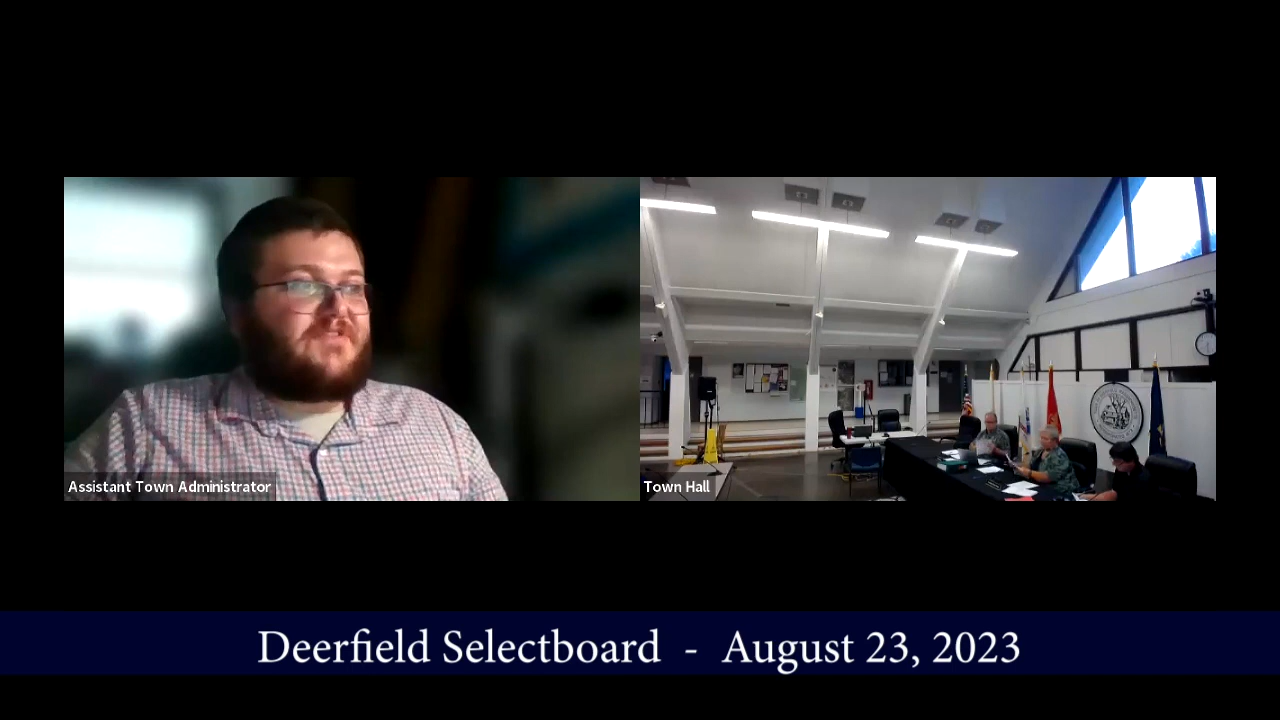 Assistant Town Administrator
Town Hall
Deerfield Selectboard - August 23, 2023